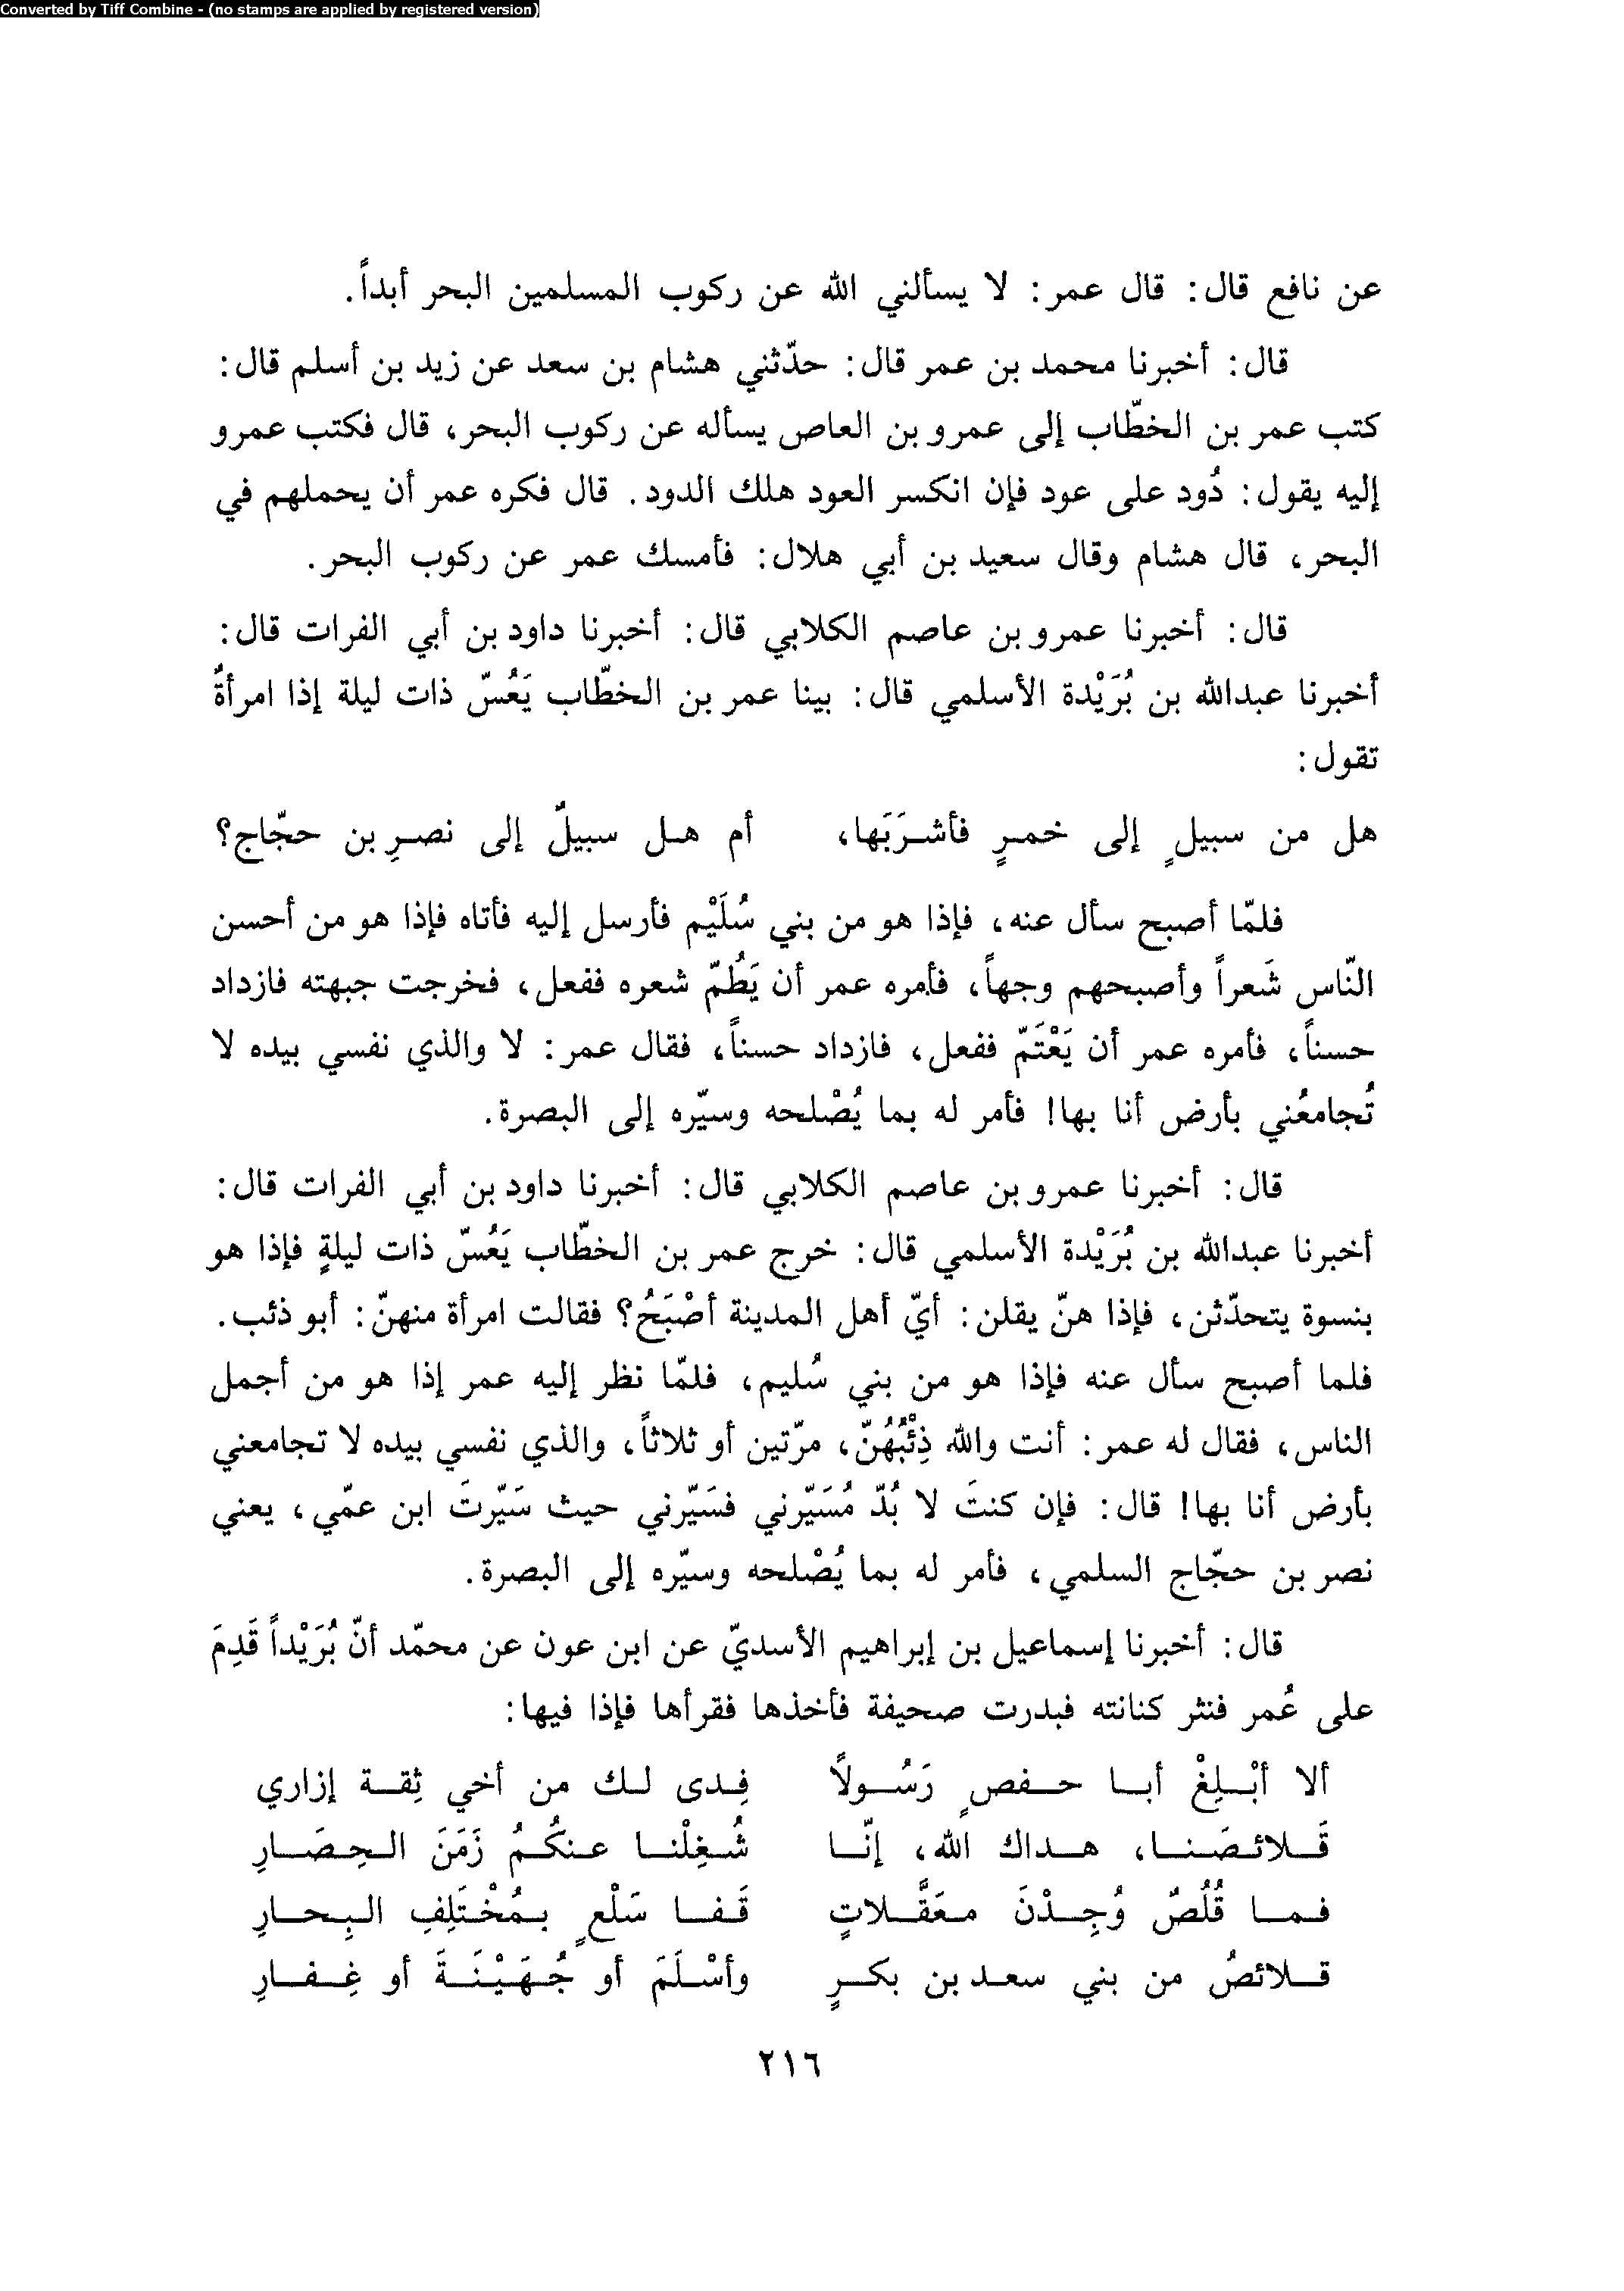 Converted by Tiff Combine - (no stamps are applied by registered version)
عن نافع قال: قال عمر: لا يسألني الله عن ركوب المسلمين البحر أبداً.
قال: أخبرنا محمد بن عمر قال: حدّثني هشام بن سعد عن زيد بن أسلم قال:
كتب عمر بن الخطّاب إلى عمرو بن العاص يسأله عن ركوب البحر، قال فكتب عمرو
إليه يقول: دُود على عود فإن انكسر العود هلك الدود. قال فكره عمر أن يحملهم في
البحر، قال هشام وقال سعيد بن أبي هلال: فأمسك عمر عن ركوب البحر.
قال: أخبرنا عمرو بن عاصم الكلابي قال: أخبرنا داود بن أبي الفرات قال:
أخبرنا عبدالله بن بُرَيْدة الأسلمي قال: بينا عمر بن الخطّاب يَعُسّ ذات ليلة إذا امرأةٌ
تقول:
هل من سبيلٍ إلى خمرٍ فأشرَبَها، أم هل سبيلٌ إلى نصرِ بن حجّاج؟
فلمّا أصبح سأل عنه، فإذا هو من بني سُلَيْم فأرسل إليه فأتاه فإذا هو من أحسن
النّاس شَعراً وأصبحهم وجهاً، فأمره عمر أن يَطُمّ شعره ففعل، فخرجت جبهته فازداد
حسناً، فأمره عمر أن يَعْتَمّ ففعل، فازداد حسناً، فقال عمر: لا والذي نفسي بيده لا
تُجامعُني بأرض أنا بها! فأمر له بما يُصْلحه وسيّره إلى البصرة.
قال: أخبرنا عمرو بن عاصم الكلابي قال: أخبرنا داود بن أبي الفرات قال:
أخبرنا عبدالله بن بُرَيْدة الأسلمي قال: خرج عمر بن الخطّاب يَعُسّ ذات ليلةٍ فإذا هو
بنسوة يتحدّثن، فإذا هنّ يقلن: أيّ أهل المدينة أصْبَحُ؟ فقالت امرأة منهنّ: أبو ذئب.
فلما أصبح سأل عنه فإذا هو من بني سُليم، فلمّا نظر إليه عمر إذا هو من أجمل
الناس، فقال له عمر: أنت والله ذِئْبُهُنّ، مرّتين أو ثلاثاً، والذي نفسي بيده لا تجامعني
بأرض أنا بها! قال: فإن كنتَ لا بُدّ مُسَيّرني فسَيّرني حيث سَيّرتَ ابن عمّي، يعني
نصر بن حجّاج السلمي، فأمر له بما يُصْلحه وسيّره إلى البصرة.
قال: أخبرنا إسماعيل بن إبراهيم الأسديّ عن ابن عون عن محمّد أنّ بُرَيْداً قَدِمَ
على عُمر فنثر كنانته فبدرت صحيفة فأخذها فقرأها فإذا فيها:
ألا أبْلِغْ أبا حفصٍ رَسُولاً فِدى لك من أخي ثِقة إزاري
قَلائصَنا، هداك الله، إنّا شُغِلْنا عنكُمُ زَمَنَ الحِصَارِ
فما قُلُصٌ وُجِدْنَ معَقَّلاتٍ قَفا سَلْعٍ بمُخْتَلِفِ البِحارِ
قلائصُ من بني سعد بن بكرٍ وأسْلَمَ أو جُهَيْنَةَ أو غِفارِ
٢١٦